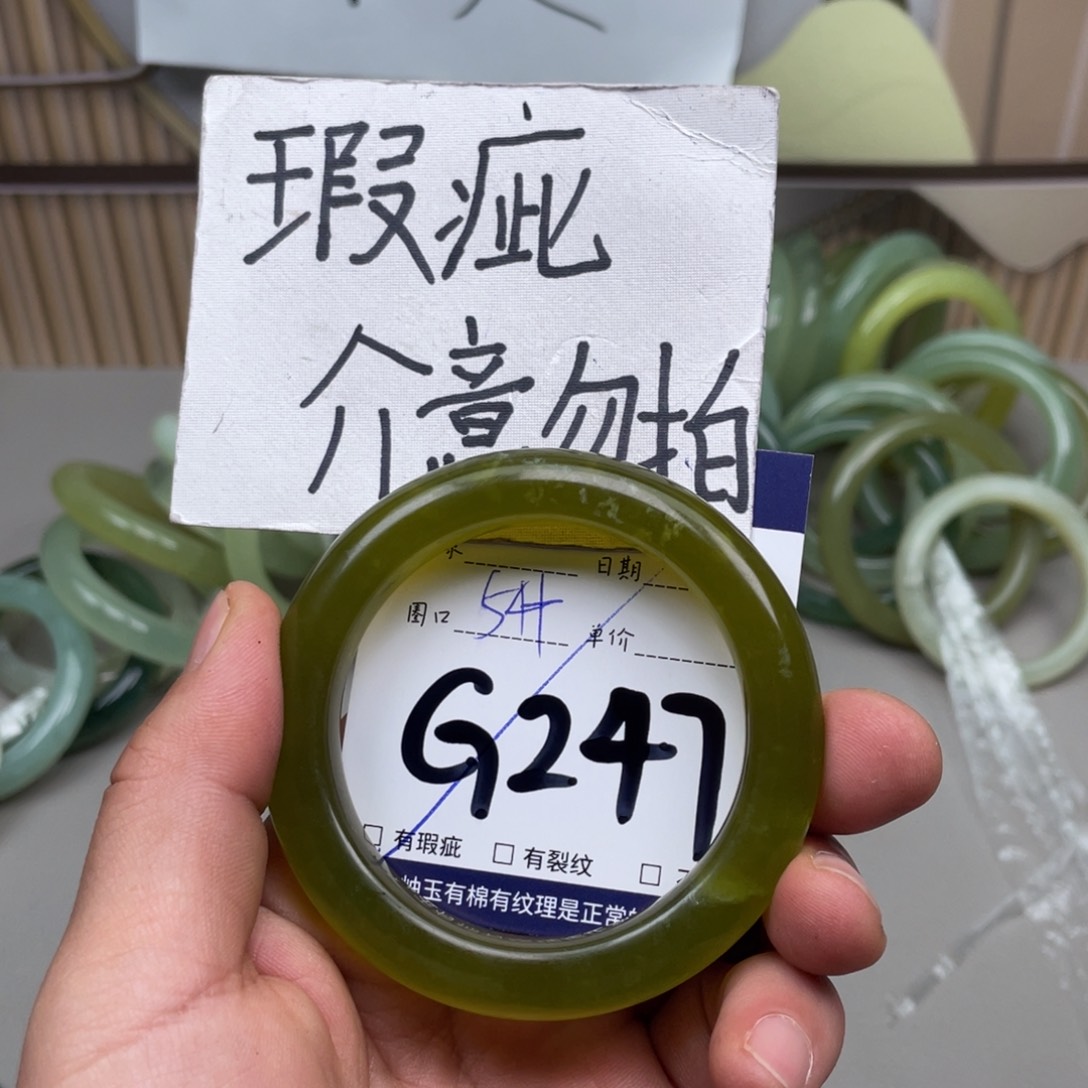 瑕疵
介意勿拍
日期
圈口 54 单价
G247
□ 有瑕疵 □ 有裂纹 □
岫玉有棉有纹理是正常